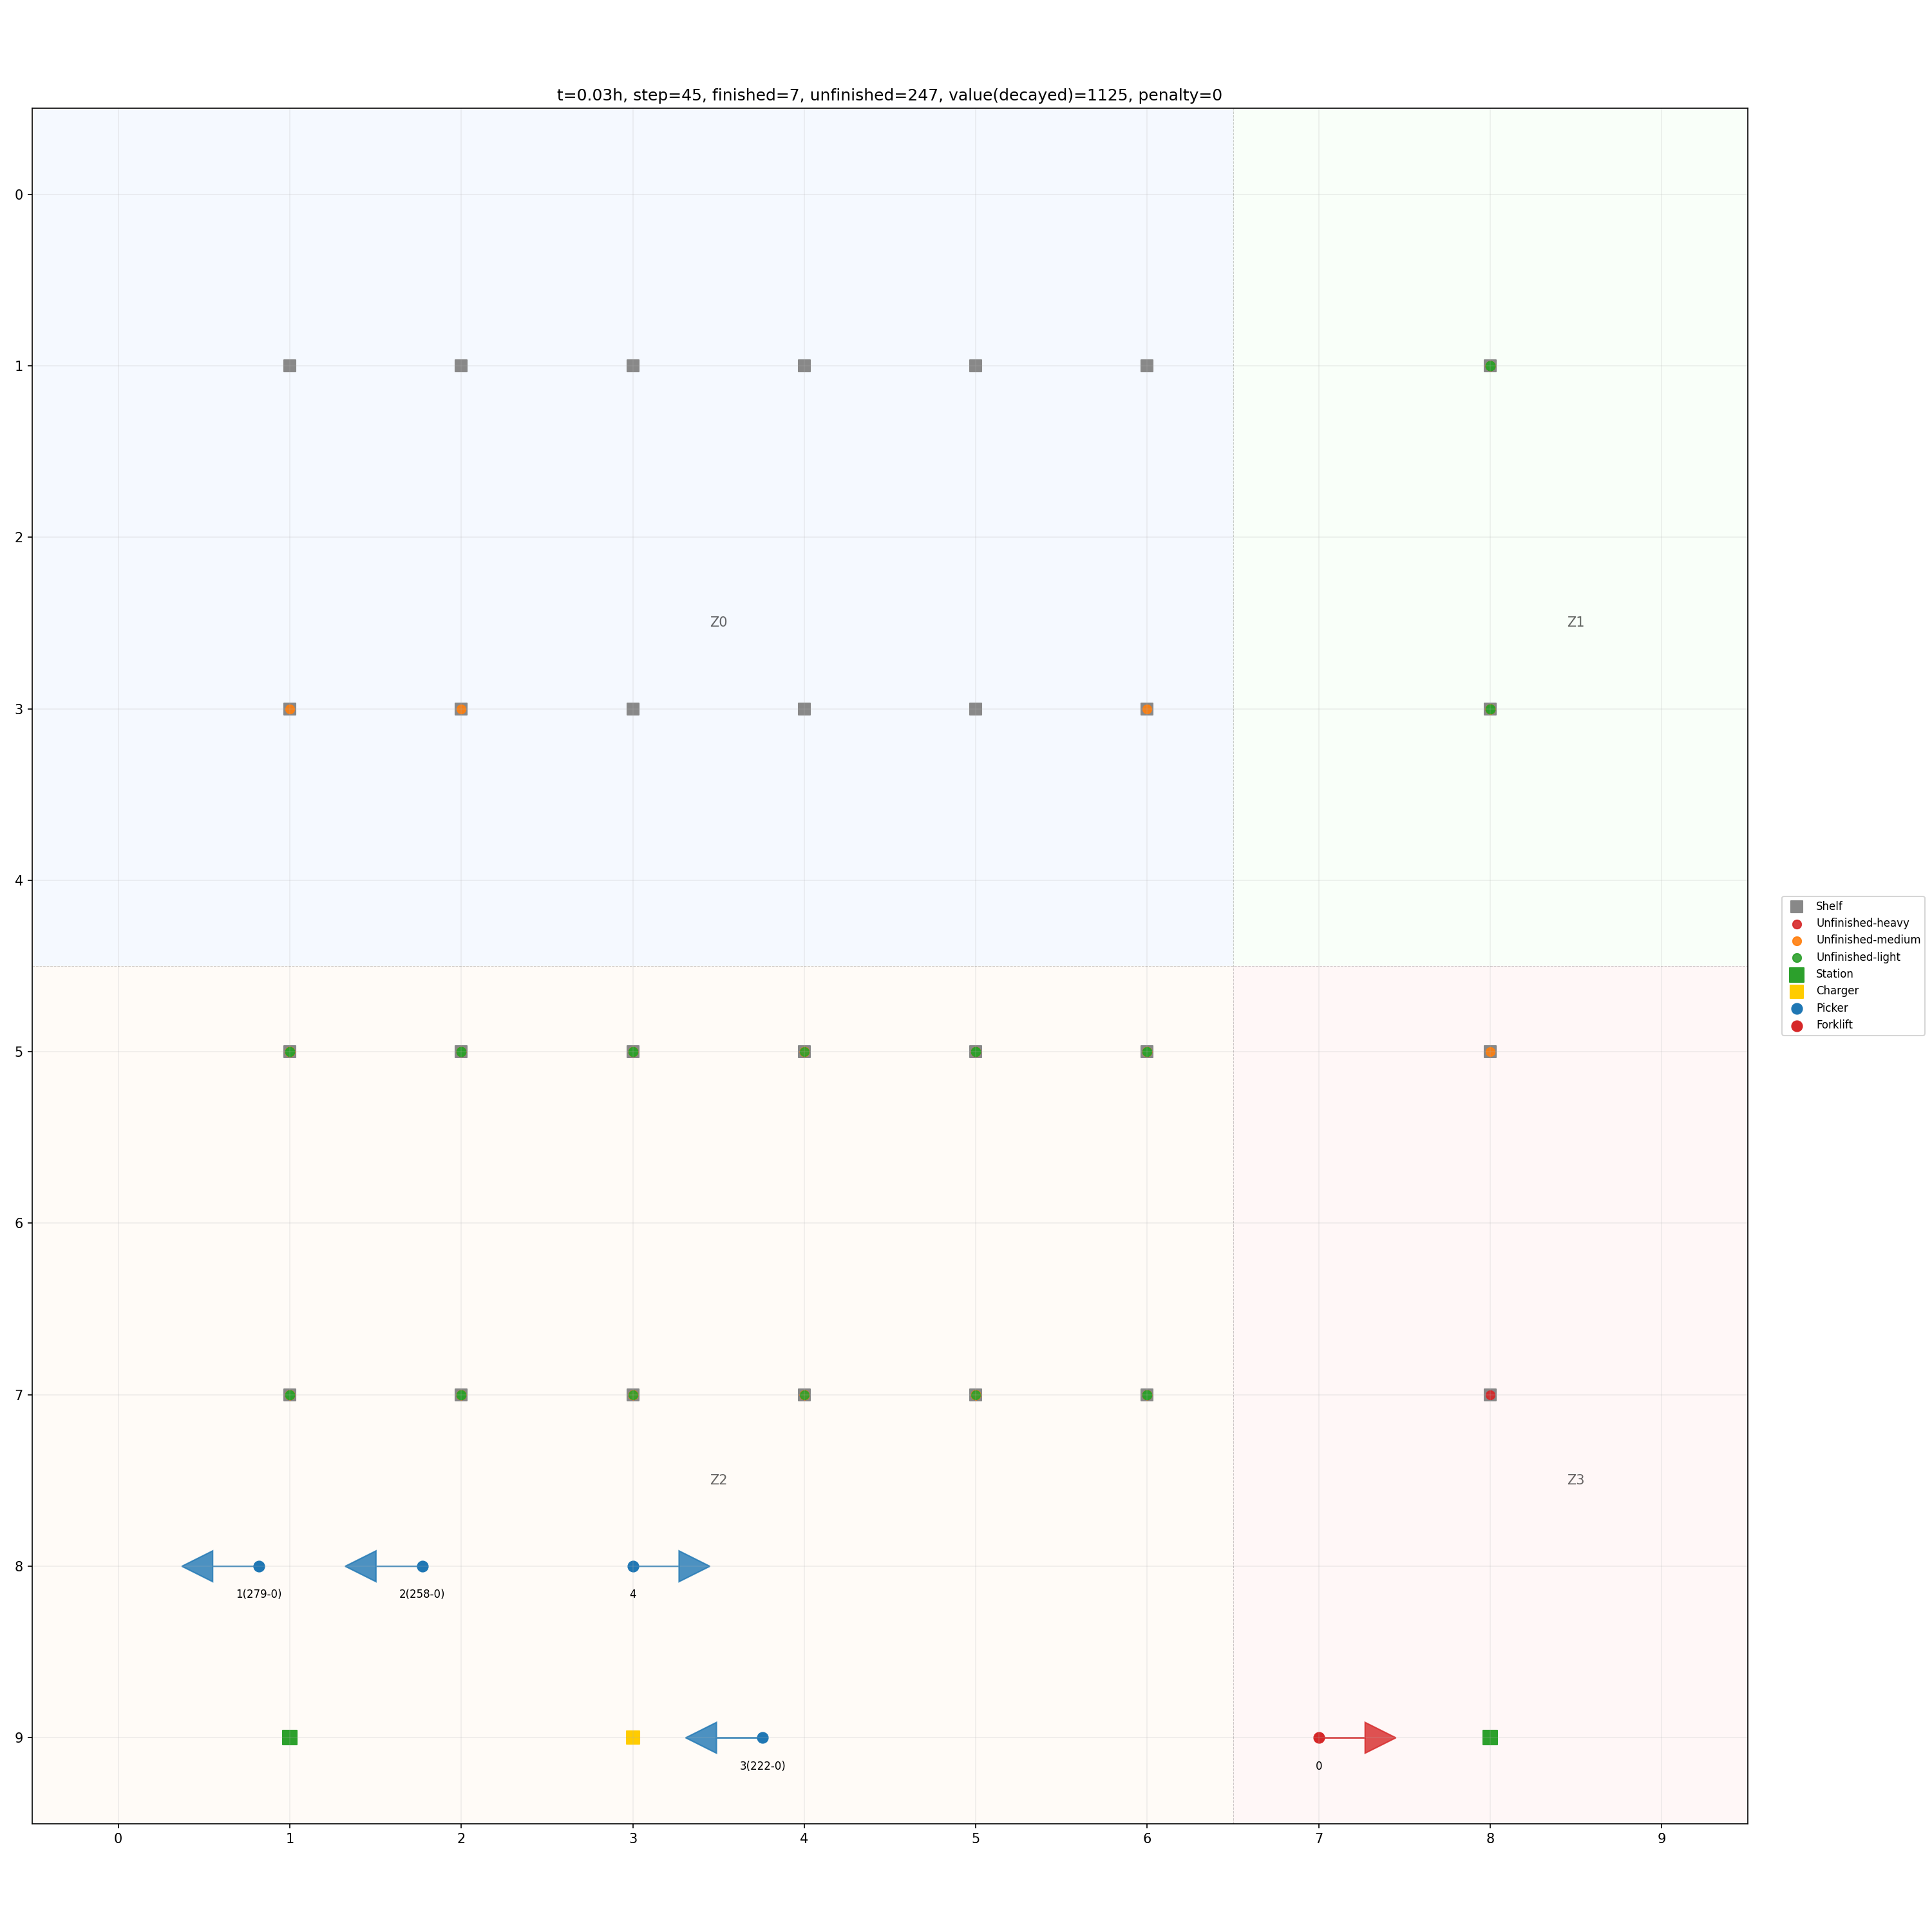 t=0.03h, step=45, finished=7, unfinished=247, value(decayed)=1125, penalty=0
0
1
2
Z0
Z1
3
4
Shelf
Unfinished-heavy
Unfinished-medium
Unfinished-light
Station
Charger
Picker
Forklift
5
6
7
Z2
Z3
8
1(279-0)
2(258-0)
4
9
3(222-0)
0
0 1 2 3 4 5 6 7 8 9